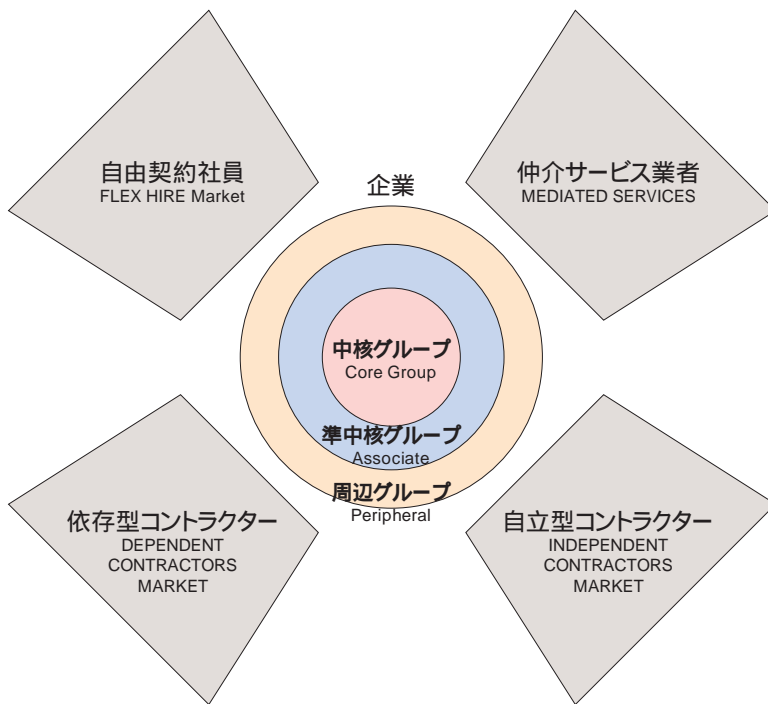 自由契約社員
FLEX HIRE Market
仲介サービス業者
MEDIATED SERVICES
企業
中核グループ
Core Group
準中核グループ
Associate
周辺グループ
Peripheral
依存型コントラクター
DEPENDENT
CONTRACTORS
MARKET
自立型コントラクター
INDEPENDENT
CONTRACTORS
MARKET